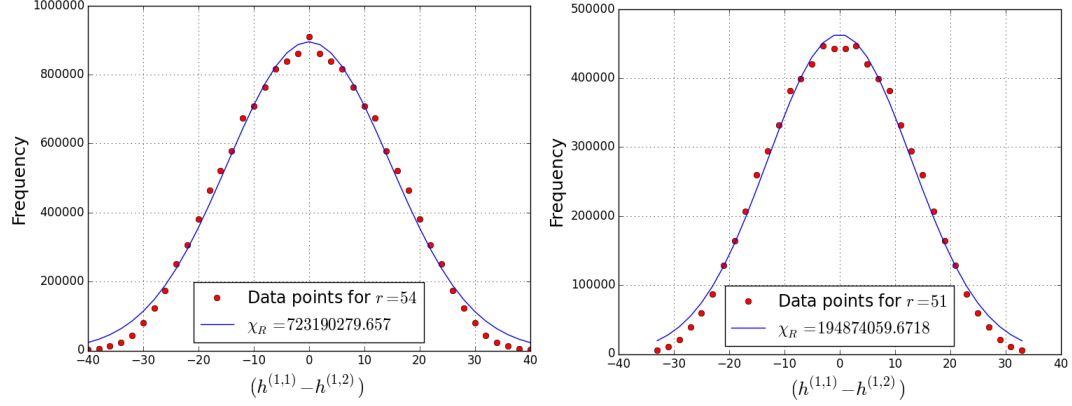 1000000
800000
600000
400000
200000
0
Frequency
−40 −30 −20 −10 0 10 20 30 40
(h^(1,1) − h^(1,2))
Data points for r = 54
χ_R = 723190279.657
500000
400000
300000
200000
100000
0
Frequency
−40 −30 −20 −10 0 10 20 30 40
(h^(1,1) − h^(1,2))
Data points for r = 51
χ_R = 194874059.6718